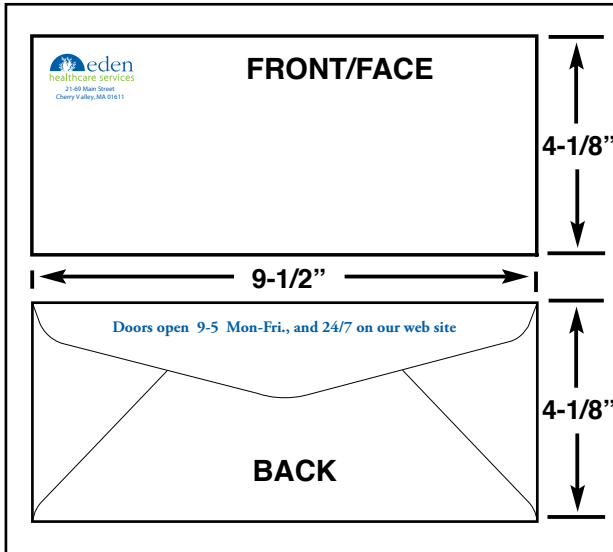 eden
healthcare services
21-69 Main Street
Cherry Valley, MA 01611
FRONT/FACE
4-1/8”
9-1/2”
Doors open 9-5 Mon-Fri., and 24/7 on our web site
4-1/8”
BACK